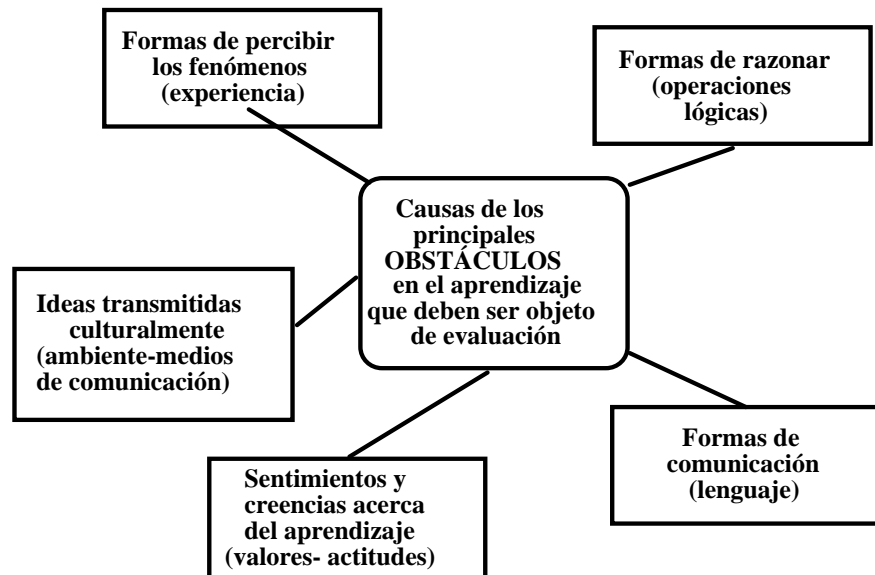 Formas de percibir
los fenómenos
(experiencia)
Formas de razonar
(operaciones
lógicas)
Causas de los
principales
OBSTÁCULOS
en el aprendizaje
que deben ser objeto
de evaluación
Ideas transmitidas
culturalmente
(ambiente-medios
de comunicación)
Formas de
comunicación
(lenguaje)
Sentimientos y
creencias acerca
del aprendizaje
(valores- actitudes)